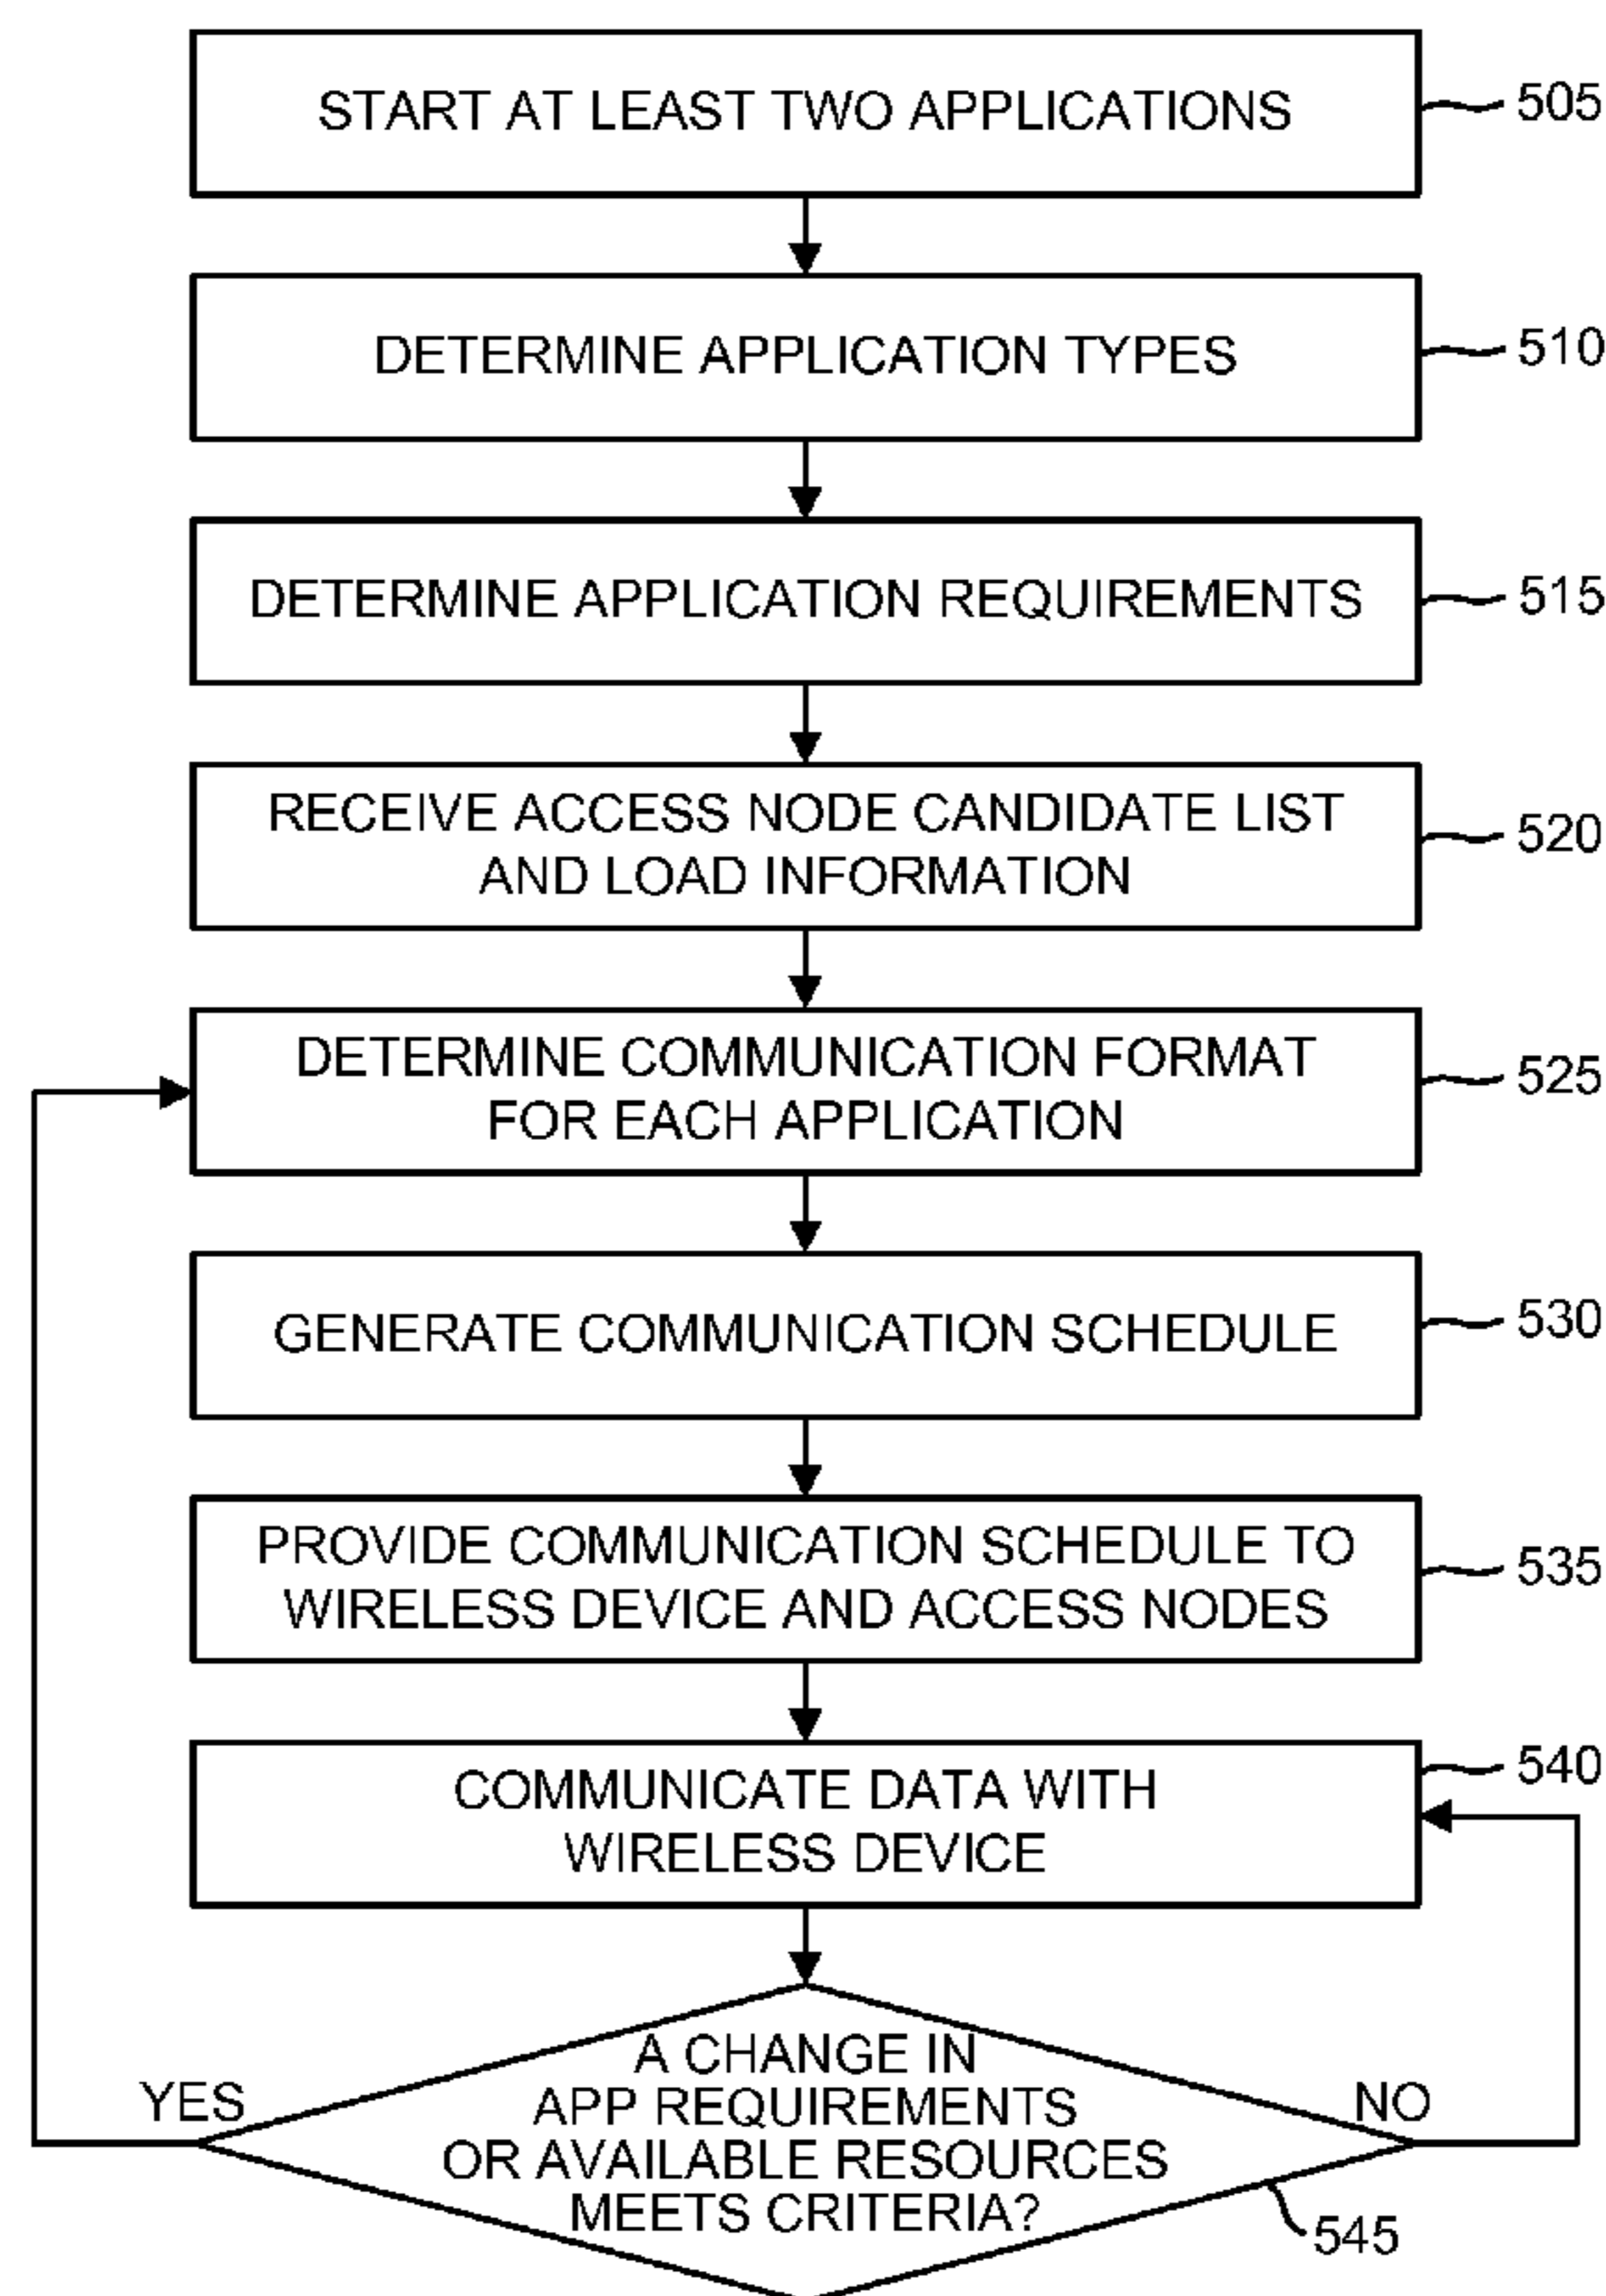 START AT LEAST TWO APPLICATIONS
505
DETERMINE APPLICATION TYPES
510
DETERMINE APPLICATION REQUIREMENTS
515
RECEIVE ACCESS NODE CANDIDATE LIST
AND LOAD INFORMATION
520
DETERMINE COMMUNICATION FORMAT
FOR EACH APPLICATION
525
GENERATE COMMUNICATION SCHEDULE
530
PROVIDE COMMUNICATION SCHEDULE TO
WIRELESS DEVICE AND ACCESS NODES
535
COMMUNICATE DATA WITH
WIRELESS DEVICE
540
A CHANGE IN
APP REQUIREMENTS
OR AVAILABLE RESOURCES
MEETS CRITERIA?
YES
NO
545